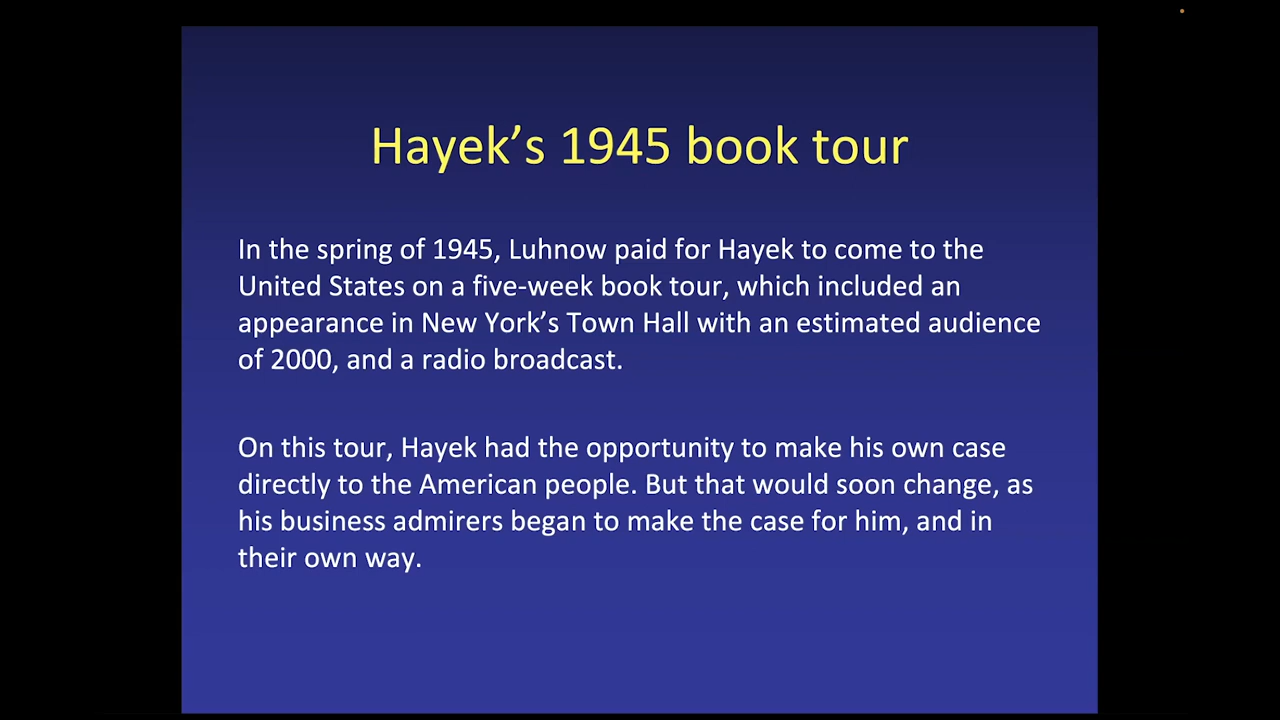 Hayek’s 1945 book tour
In the spring of 1945, Luhnow paid for Hayek to come to the
United States on a five-week book tour, which included an
appearance in New York’s Town Hall with an estimated audience
of 2000, and a radio broadcast.
On this tour, Hayek had the opportunity to make his own case
directly to the American people. But that would soon change, as
his business admirers began to make the case for him, and in
their own way.